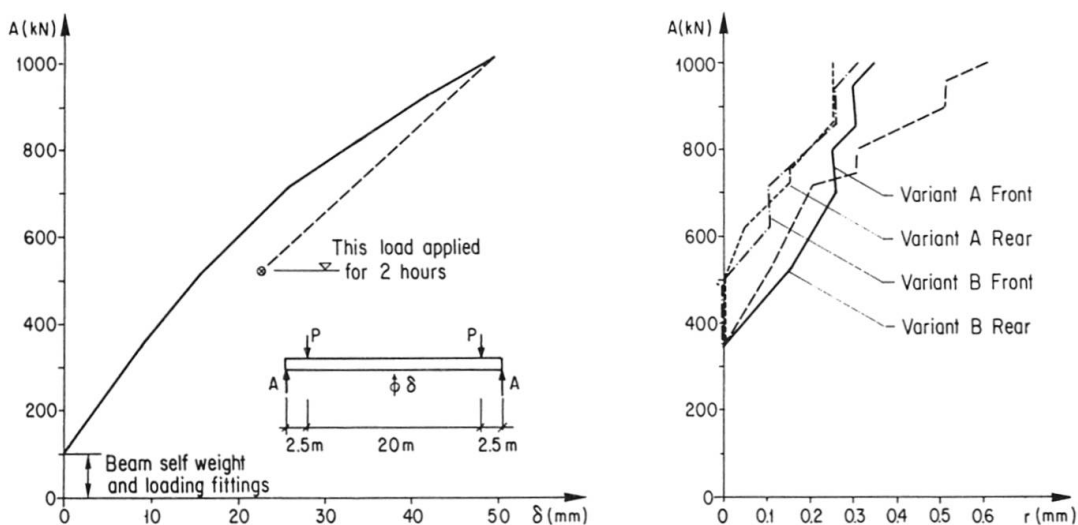 A (kN)
1000
800
600
400
200
0
This load applied
for 2 hours
P
P
A
δ
A
2.5m
20m
2.5m
Beam self weight
and loading fittings
0
10
20
30
40
50
δ (mm)
A(kN)
1000
800
600
400
200
0
Variant A Front
Variant A Rear
Variant B Front
Variant B Rear
0
0.1
0.2
0.3
0.4
0.5
0.6
r (mm)